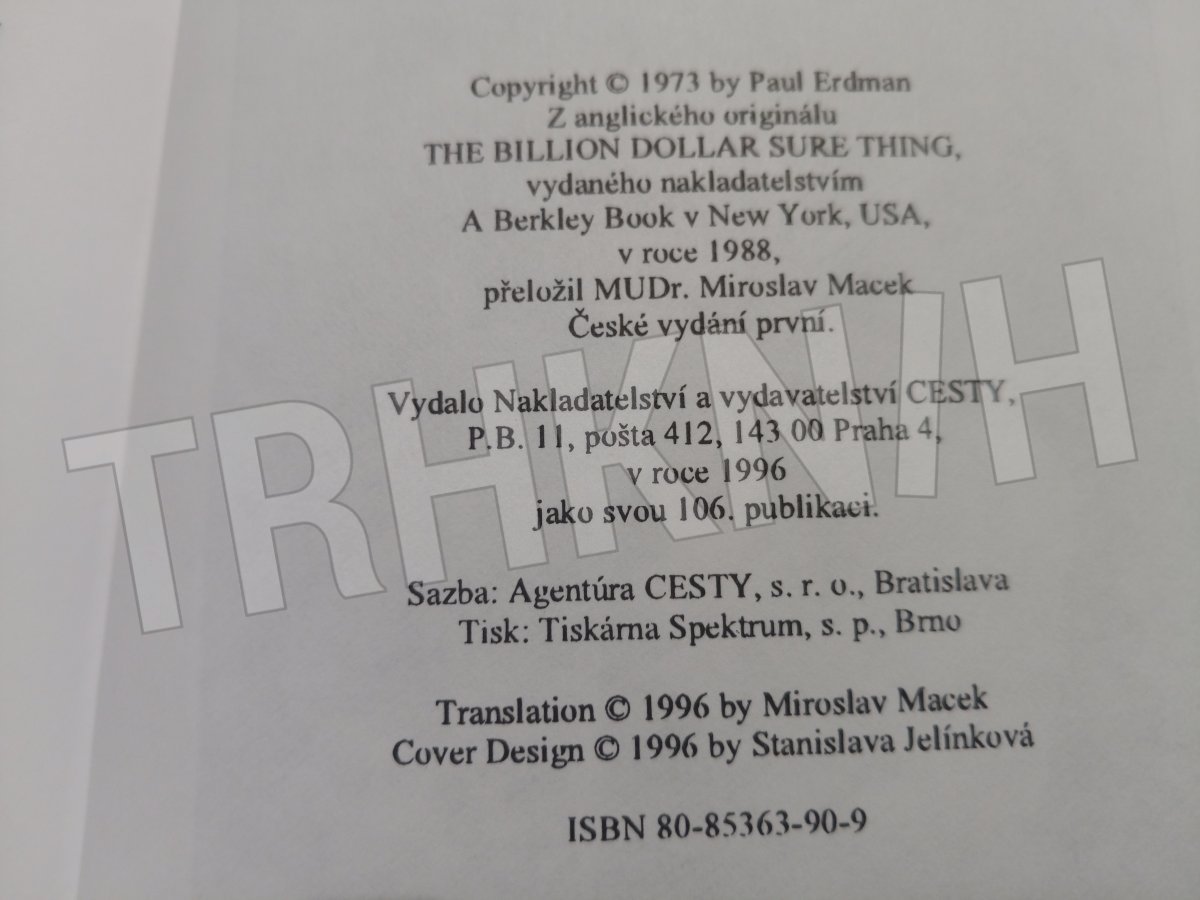 Copyright © 1973 by Paul Erdman
Z anglického originálu
THE BILLION DOLLAR SURE THING,
vydaného nakladatelstvím
A Berkley Book v New York, USA,
v roce 1988,
přeložil MUDr. Miroslav Macek
České vydání první.
Vydalo Nakladatelství a vydavatelství CESTY,
P.B. 11, pošta 412, 143 00 Praha 4,
v roce 1996
jako svou 106. publikaci.
Sazba: Agentúra CESTY, s. r. o., Bratislava
Tisk: Tiskárna Spektrum, s. p., Brno
Translation © 1996 by Miroslav Macek
Cover Design © 1996 by Stanislava Jelínková
ISBN 80-85363-90-9
TRHKNIH